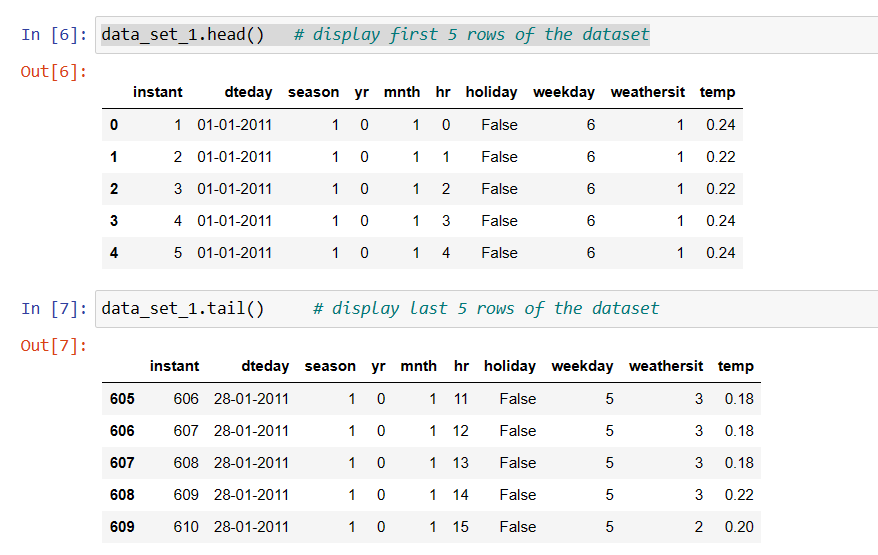 In [6]: data_set_1.head() # display first 5 rows of the dataset
Out[6]:
instant dteday season yr mnth hr holiday weekday weathersit temp
0 1 01-01-2011 1 0 1 0 False 6 1 0.24
1 2 01-01-2011 1 0 1 1 False 6 1 0.22
2 3 01-01-2011 1 0 1 2 False 6 1 0.22
3 4 01-01-2011 1 0 1 3 False 6 1 0.24
4 5 01-01-2011 1 0 1 4 False 6 1 0.24
In [7]: data_set_1.tail() # display last 5 rows of the dataset
Out[7]:
instant dteday season yr mnth hr holiday weekday weathersit temp
605 606 28-01-2011 1 0 1 11 False 5 3 0.18
606 607 28-01-2011 1 0 1 12 False 5 3 0.18
607 608 28-01-2011 1 0 1 13 False 5 3 0.18
608 609 28-01-2011 1 0 1 14 False 5 3 0.22
609 610 28-01-2011 1 0 1 15 False 5 2 0.20